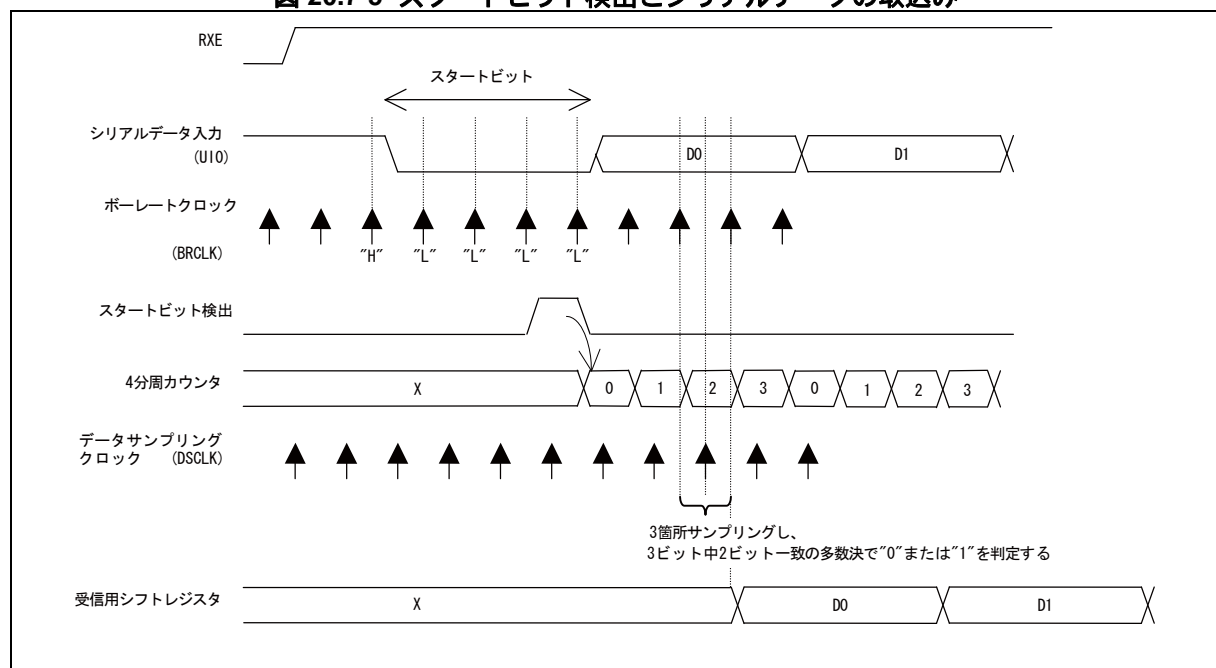 RXE
スタートビット
シリアルデータ入力
(UI0)
D0
D1
ボーレートクロック
(BRCLK)
"H"
"L"
"L"
"L"
"L"
スタートビット検出
4分周カウンタ
X
0
1
2
3
0
1
2
3
データサンプリング
クロック (DSCLK)
3箇所サンプリングし、
3ビット中2ビット一致の多数決で"0"または"1"を判定する
受信用シフトレジスタ
X
D0
D1